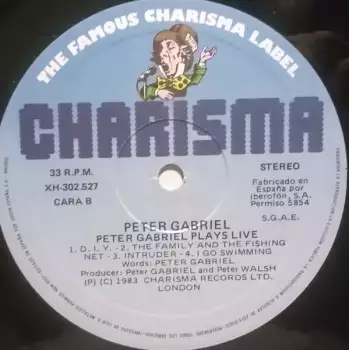 THE FAMOUS CHARISMA LABEL
CHARISMA
33 R.P.M.
XH-302.527
CARA B
STEREO
Fabricado en
España por
Iberofón, S.A.
Permiso 5854
S.G.A.E.
PETER GABRIEL
PETER GABRIEL PLAYS LIVE
1. D. I. Y. - 2. THE FAMILY AND THE FISHING
NET - 3. INTRUDER - 4. I GO SWIMMING
Words: PETER GABRIEL
Producer: Peter GABRIEL and Peter WALSH
(P) (C) 1983 CHARISMA RECORDS LTD.
LONDON